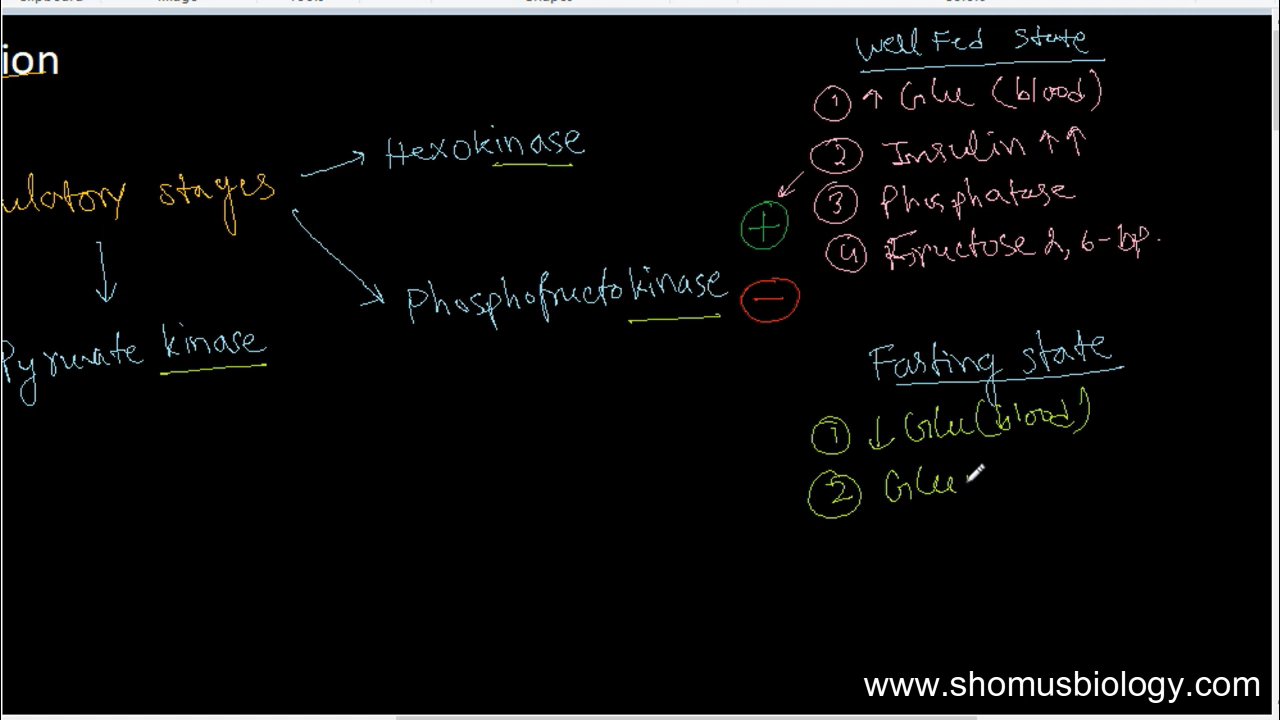 ion
ulatory stages
Hexokinase
Phosphofructokinase
Pyruvate kinase
+
−
Well Fed State
① ↑ Glu (blood)
② Insulin ↑↑
③ Phosphatase
④ Fructose 2, 6-bp.
Fasting state
① ↓ Glu (blood)
② Glu
www.shomusbiology.com